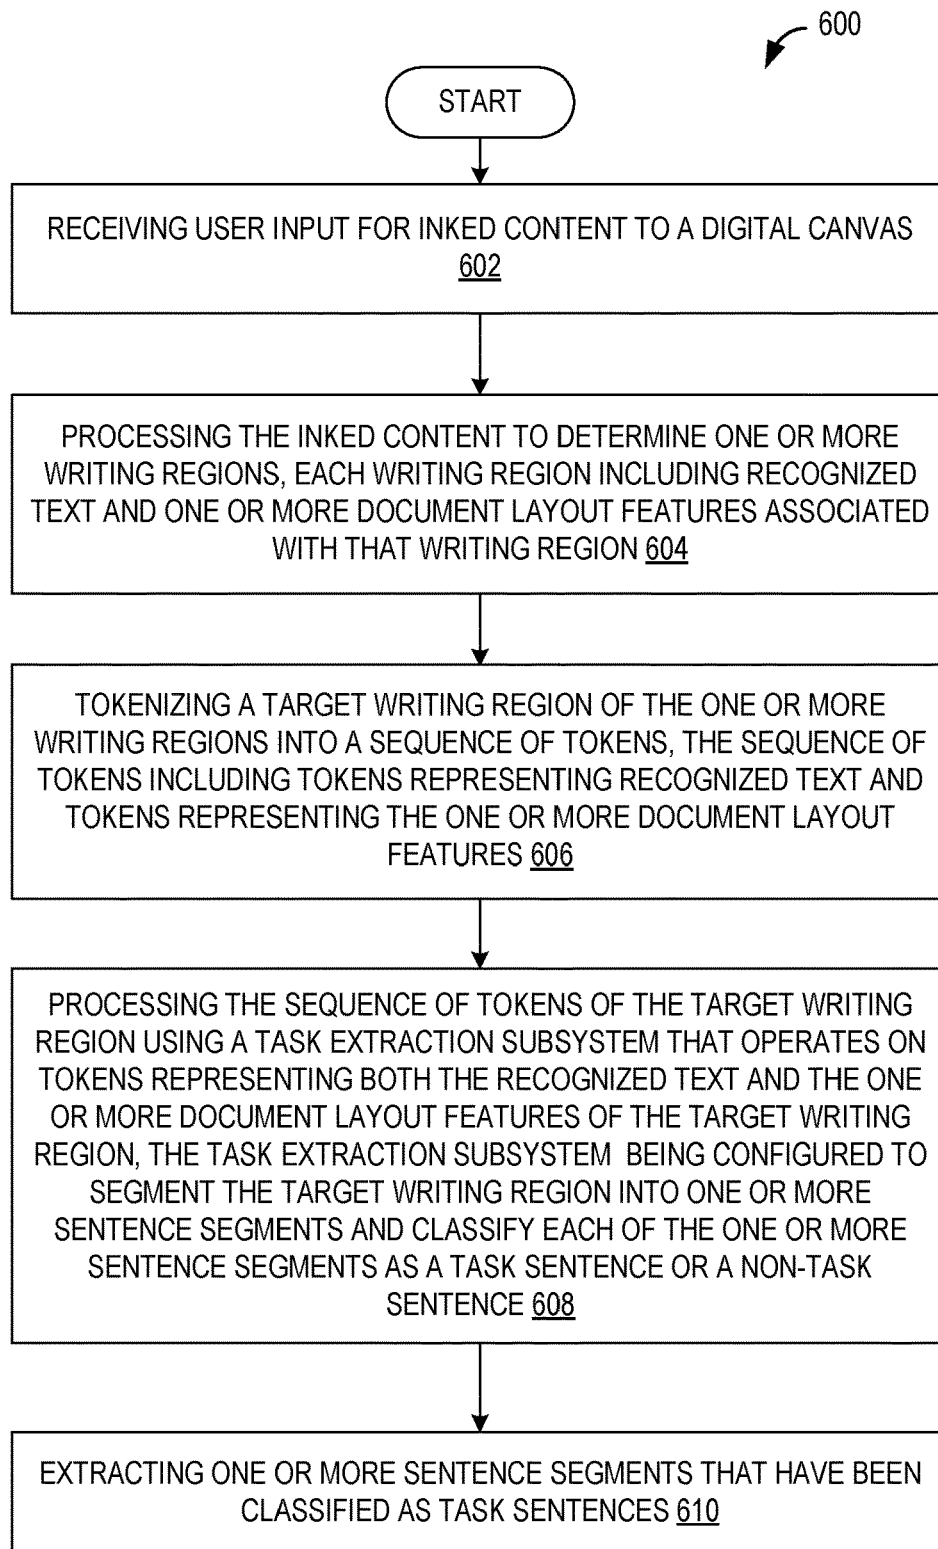 600
START
RECEIVING USER INPUT FOR INKED CONTENT TO A DIGITAL CANVAS
602
PROCESSING THE INKED CONTENT TO DETERMINE ONE OR MORE
WRITING REGIONS, EACH WRITING REGION INCLUDING RECOGNIZED
TEXT AND ONE OR MORE DOCUMENT LAYOUT FEATURES ASSOCIATED
WITH THAT WRITING REGION 604
TOKENIZING A TARGET WRITING REGION OF THE ONE OR MORE
WRITING REGIONS INTO A SEQUENCE OF TOKENS, THE SEQUENCE OF
TOKENS INCLUDING TOKENS REPRESENTING RECOGNIZED TEXT AND
TOKENS REPRESENTING THE ONE OR MORE DOCUMENT LAYOUT
FEATURES 606
PROCESSING THE SEQUENCE OF TOKENS OF THE TARGET WRITING
REGION USING A TASK EXTRACTION SUBSYSTEM THAT OPERATES ON
TOKENS REPRESENTING BOTH THE RECOGNIZED TEXT AND THE ONE
OR MORE DOCUMENT LAYOUT FEATURES OF THE TARGET WRITING
REGION, THE TASK EXTRACTION SUBSYSTEM BEING CONFIGURED TO
SEGMENT THE TARGET WRITING REGION INTO ONE OR MORE
SENTENCE SEGMENTS AND CLASSIFY EACH OF THE ONE OR MORE
SENTENCE SEGMENTS AS A TASK SENTENCE OR A NON-TASK
SENTENCE 608
EXTRACTING ONE OR MORE SENTENCE SEGMENTS THAT HAVE BEEN
CLASSIFIED AS TASK SENTENCES 610